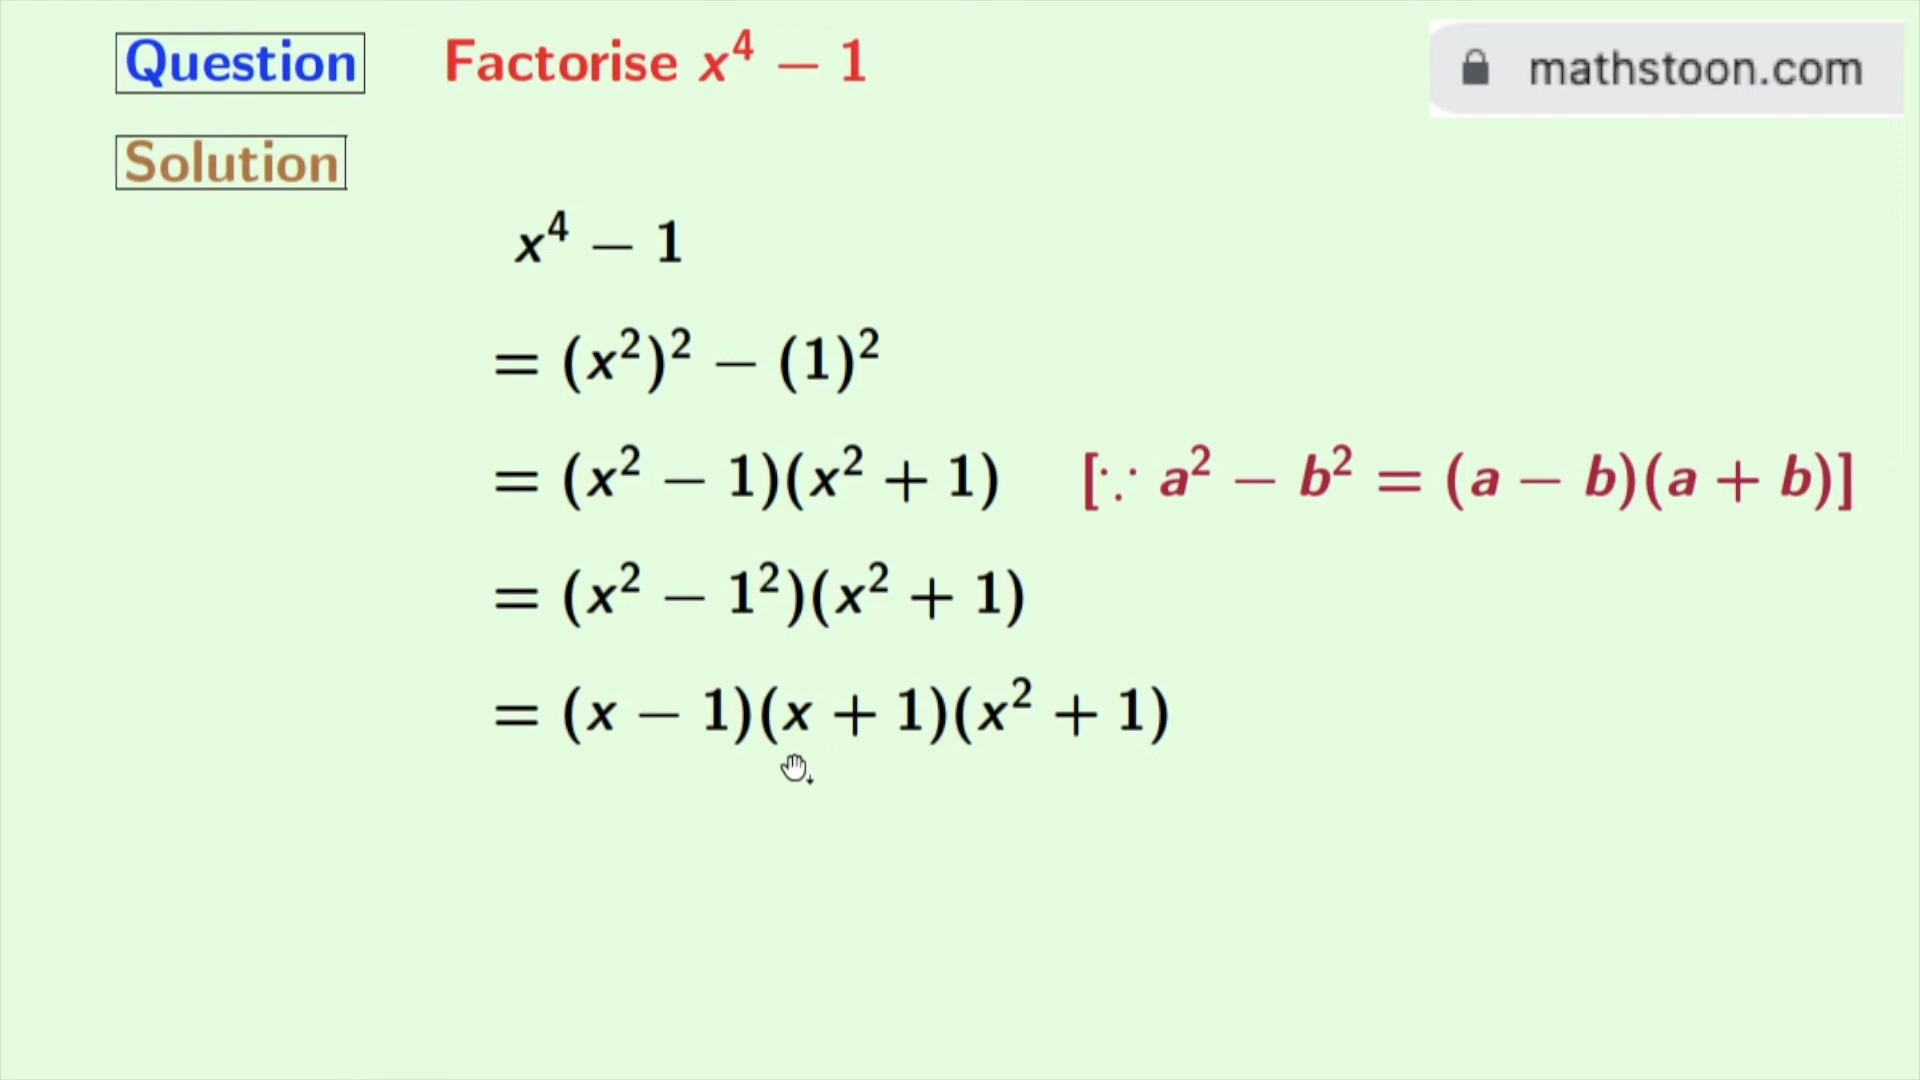 Question Factorise x⁴ − 1
mathstoon.com
Solution
x⁴ − 1
= (x²)² − (1)²
= (x² − 1)(x² + 1) [∵ a² − b² = (a − b)(a + b)]
= (x² − 1²)(x² + 1)
= (x − 1)(x + 1)(x² + 1)